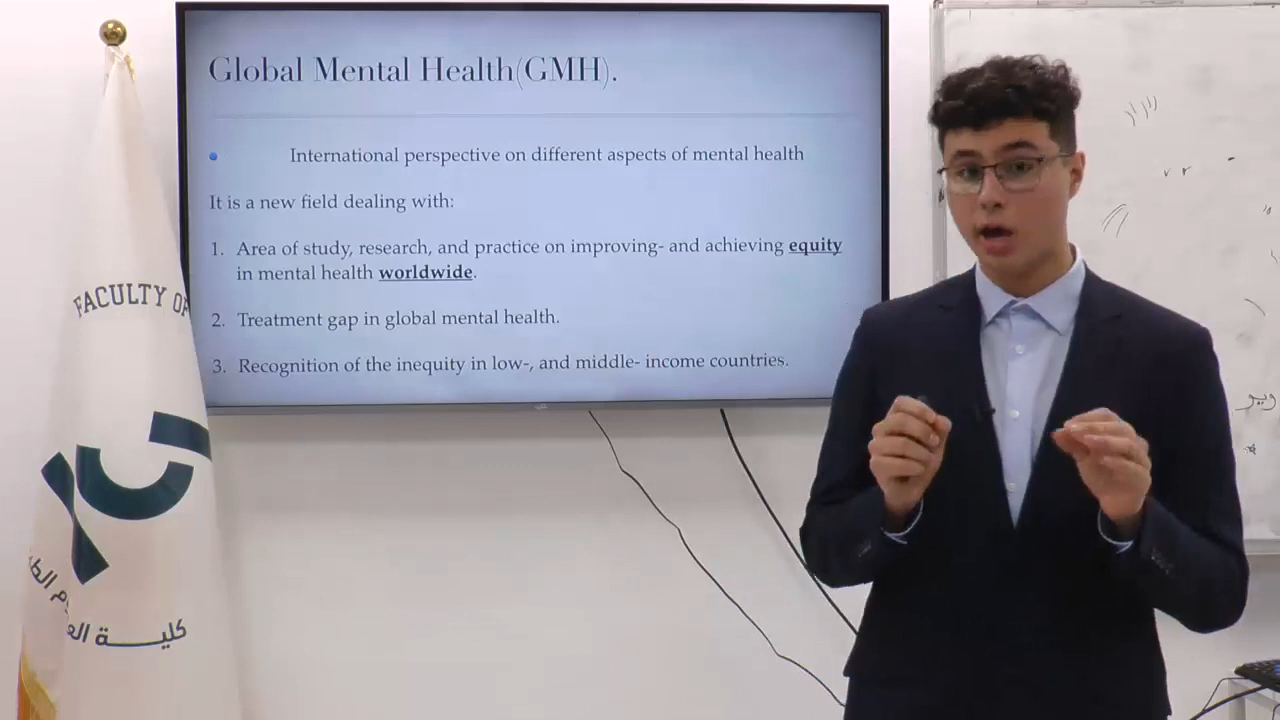 Global Mental Health(GMH).
International perspective on different aspects of mental health
It is a new field dealing with:
1. Area of study, research, and practice on improving- and achieving equity
in mental health worldwide.
2. Treatment gap in global mental health.
3. Recognition of the inequity in low-, and middle- income countries.
FACULTY OF
كلية